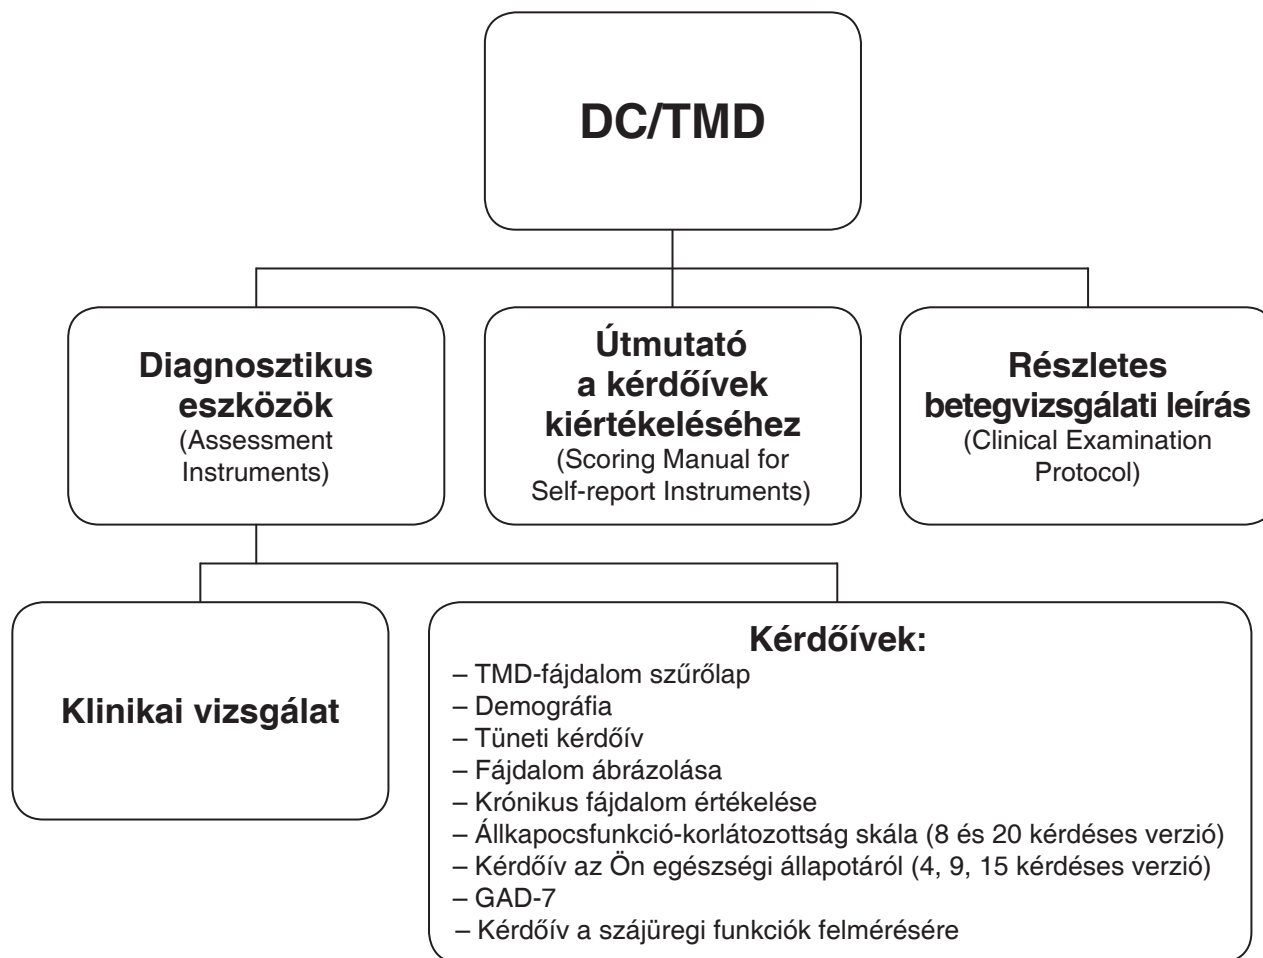 DC/TMD
Diagnosztikus
eszközök
(Assessment
Instruments)
Útmutató
a kérdőívek
kiértékeléséhez
(Scoring Manual for
Self-report Instruments)
Részletes
betegvizsgálati leírás
(Clinical Examination
Protocol)
Klinikai vizsgálat
Kérdőívek:
– TMD-fájdalom szűrőlap
– Demográfia
– Tüneti kérdőív
– Fájdalom ábrázolása
– Krónikus fájdalom értékelése
– Állkapocsfunkció-korlátozottság skála (8 és 20 kérdéses verzió)
– Kérdőív az Ön egészségi állapotáról (4, 9, 15 kérdéses verzió)
– GAD-7
– Kérdőív a szájüregi funkciók felmérésére